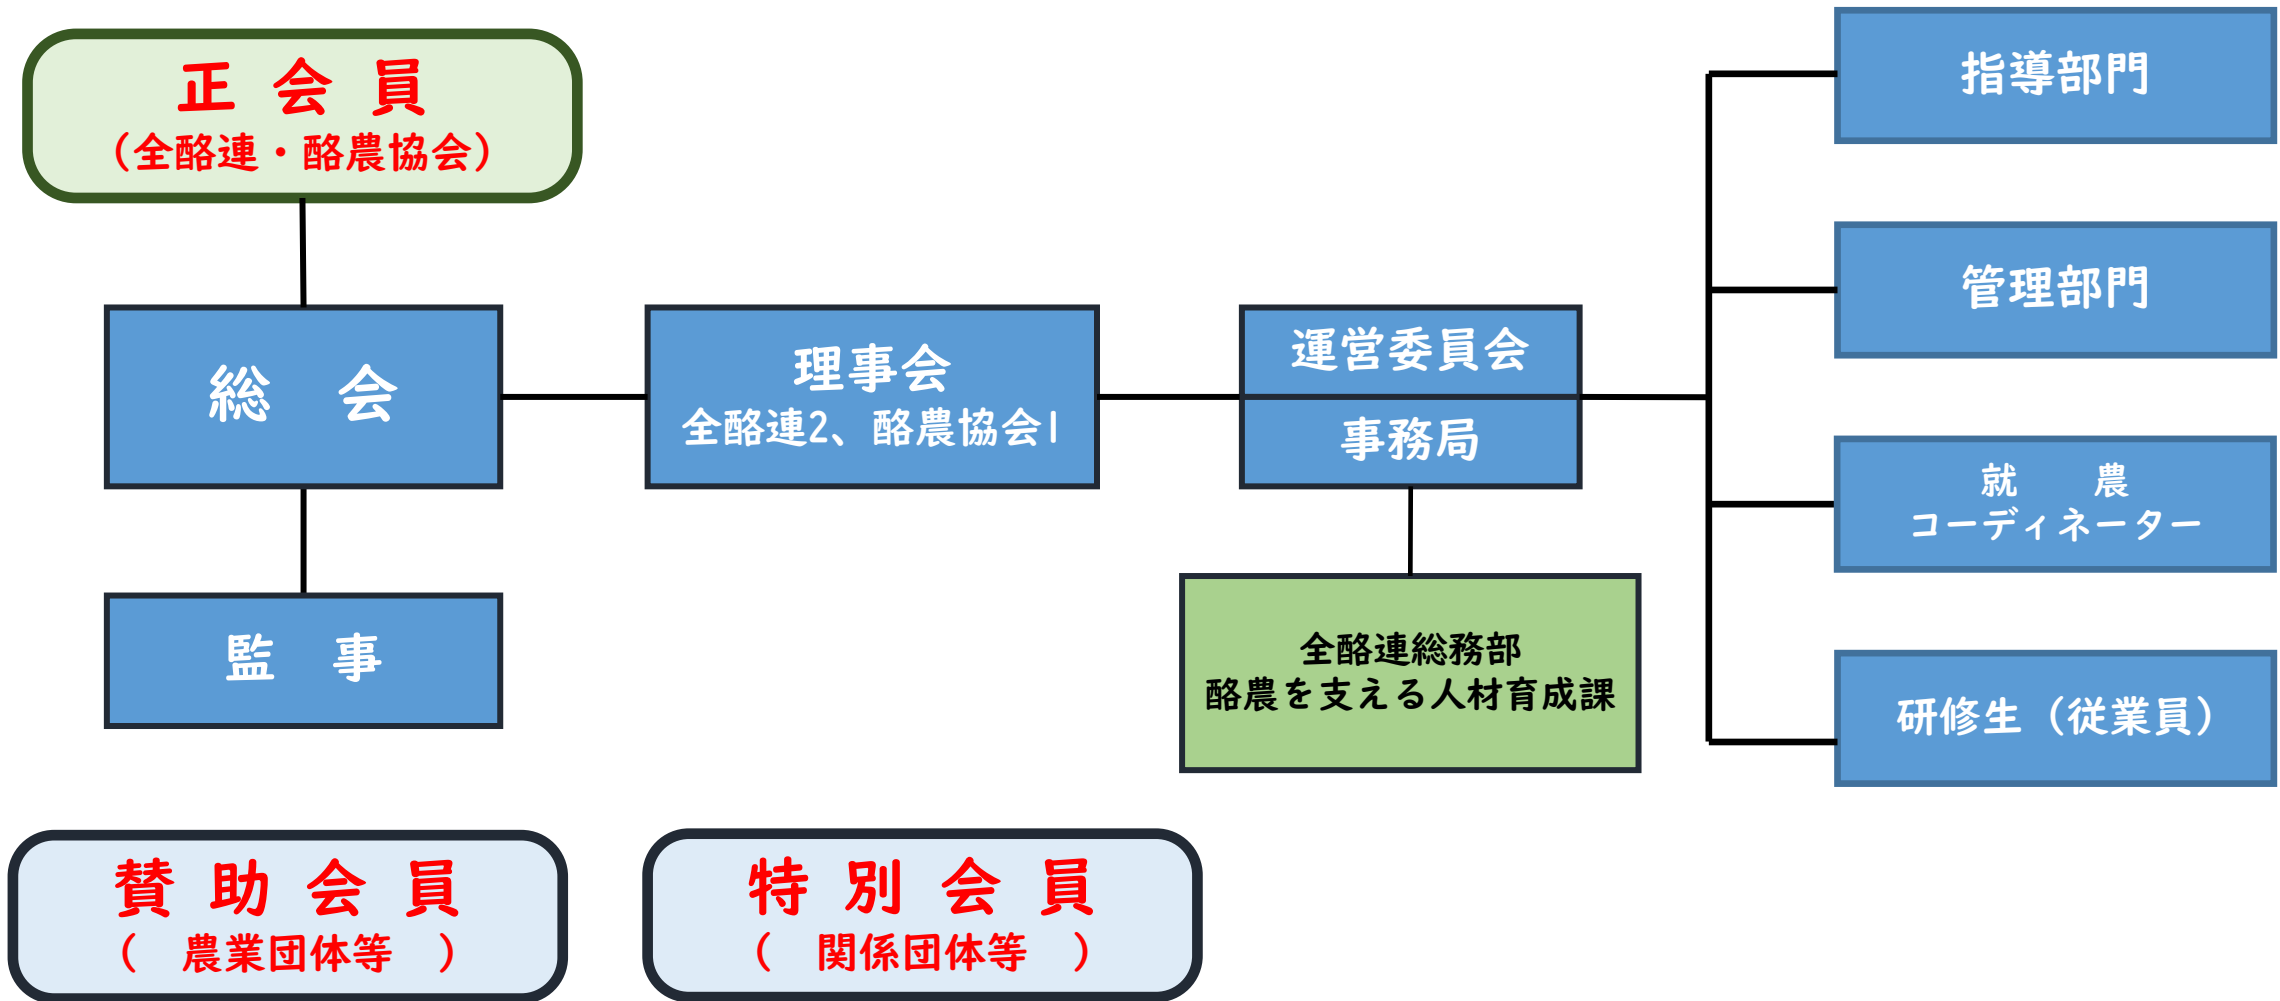 正会員
（全酪連・酪農協会）
総　会
監　事
理事会
全酪連2、酪農協会1
運営委員会
事務局
全酪連総務部
酪農を支える人材育成課
指導部門
管理部門
就　農
コーディネーター
研修生（従業員）
賛助会員
（　農業団体等　）
特別会員
（　関係団体等　）